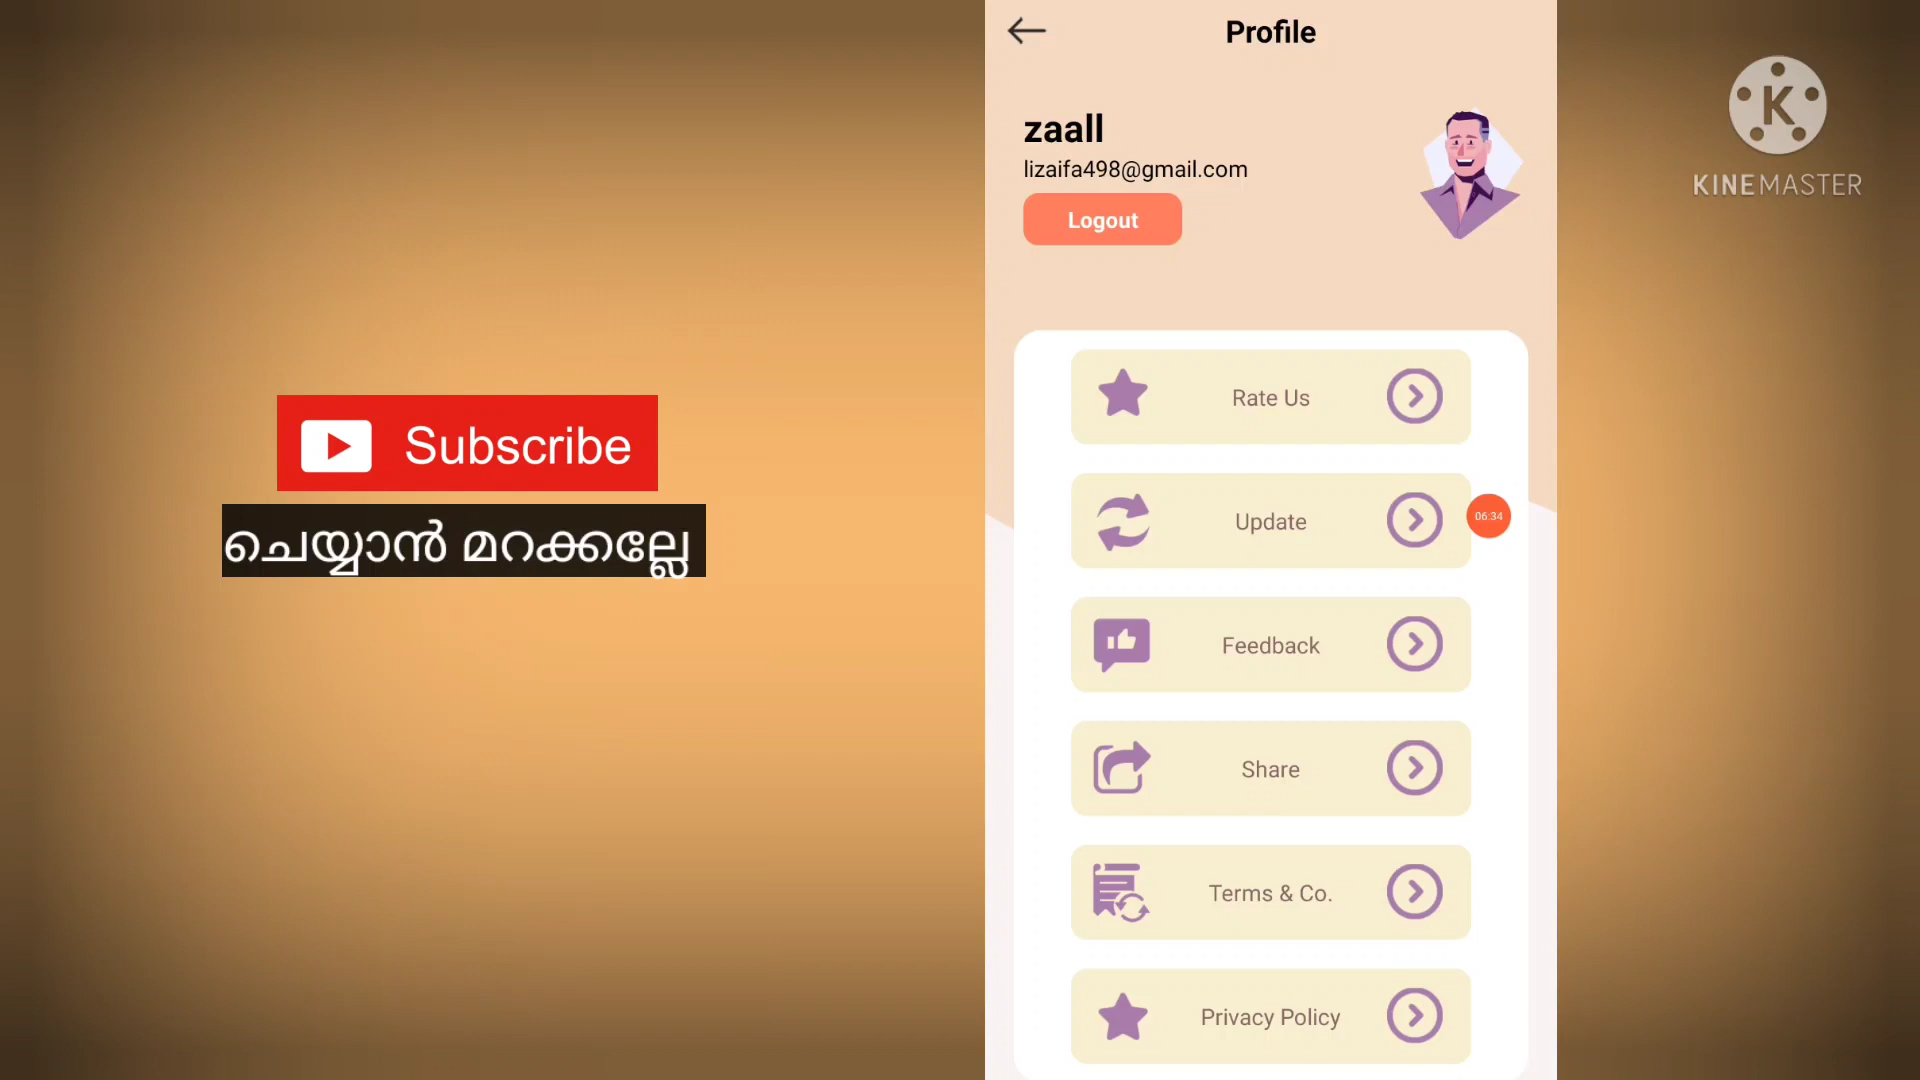 Profile
zaall
lizaifa498@gmail.com
Logout
K
KINEMASTER
Rate Us
Subscribe
ചെയ്യാൻ മറക്കല്ലേ
Update
06:34
Feedback
Share
Terms & Co.
Privacy Policy